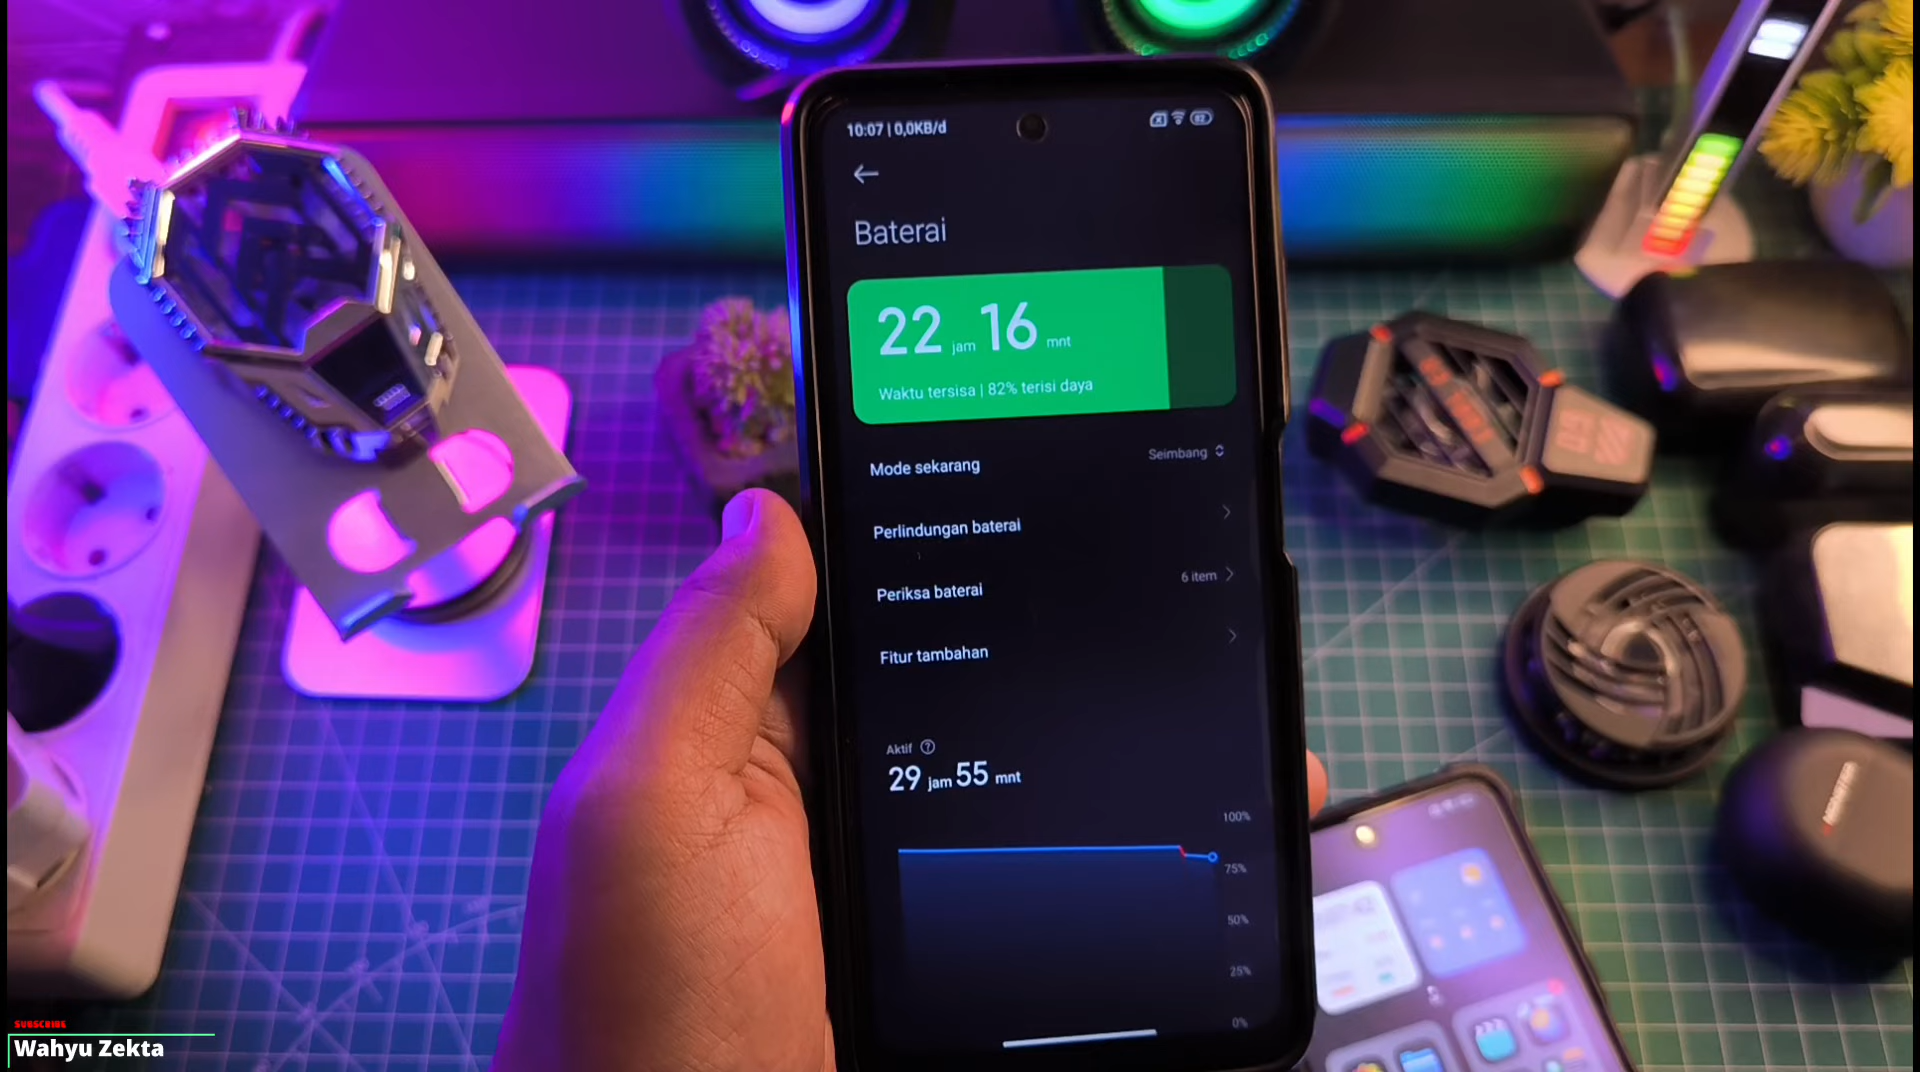 10:07 | 0,0KB/d
82
Baterai
22 jam 16 mnt
Waktu tersisa | 82% terisi daya
Mode sekarang
Seimbang
Perlindungan baterai
Periksa baterai
6 item
Fitur tambahan
Aktif ?
29 jam 55 mnt
100%
75%
50%
25%
0%
SUBSCRIBE
Wahyu Zekta